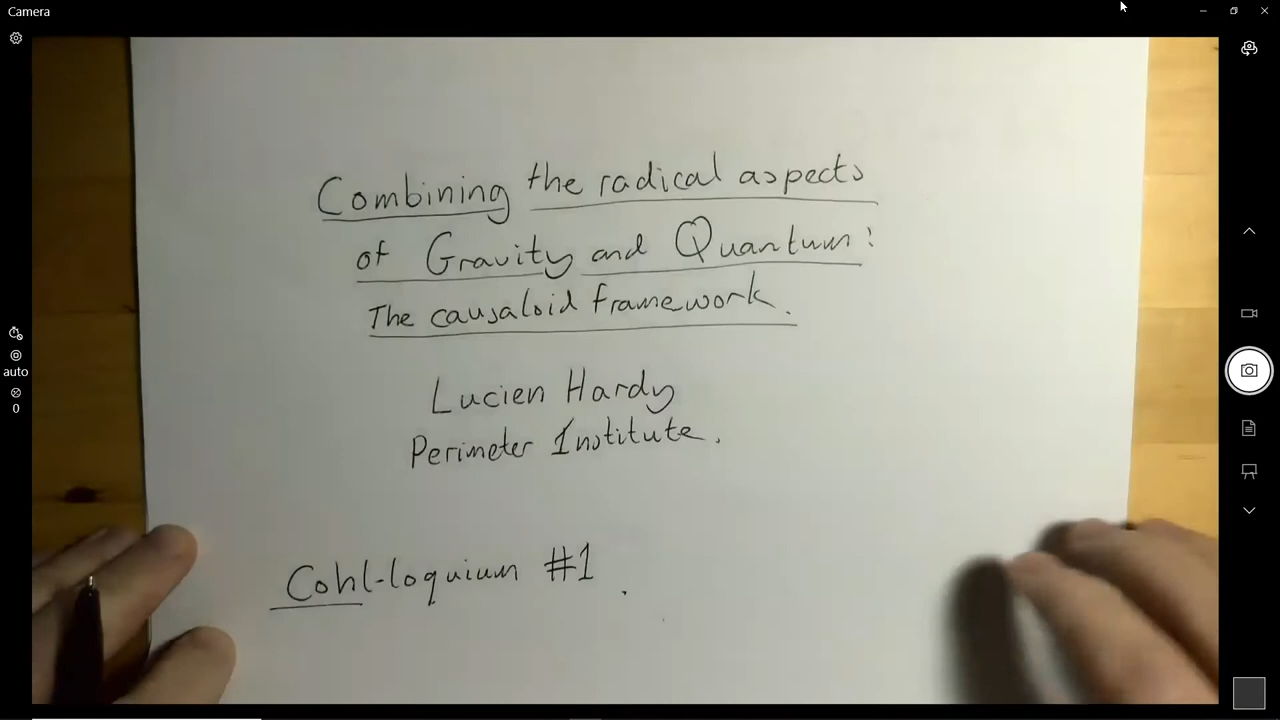 Camera
Combining the radical aspects
of Gravity and Quantum:
The causaloid framework.
Lucien Hardy
Perimeter Institute.
Cohl-loquium #1
auto
0